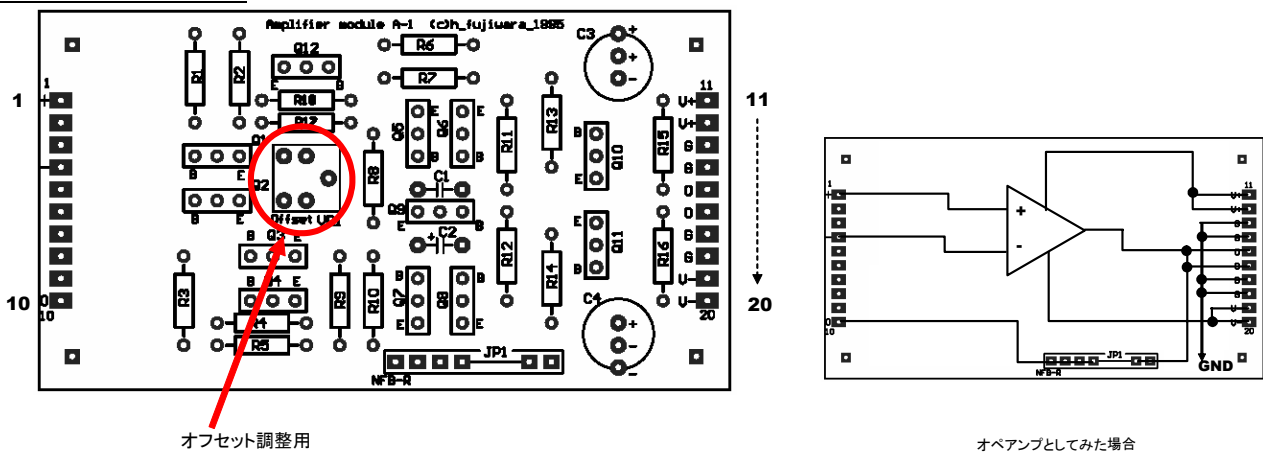 Amplifier module A-1 (c)h_fujiwara_1995
C3
R1
R2
Q12
E B
R6
R7
R18
R17
1
1
10
10
Q1
B E
Q2
B E
Offset VR1
R8
Q5
E
B
Q6
E
B
R11
R13
B
Q10
E
R15
C1
Q9
E B
C2
B Q3 E
B Q4 E
R3
R4
R5
R9
R10
B
Q7
E
B
Q8
E
R12
R14
E
Q11
B
R16
C4
JP1
NFB-R
11
V+
V+
G
G
O
O
G
G
V-
V-
20
11
20
オフセット調整用
1
+
-
0
10
11
V+
V+
G
G
O
O
G
G
V-
V-
20
JP1
NFB-R
GND
オペアンプとしてみた場合